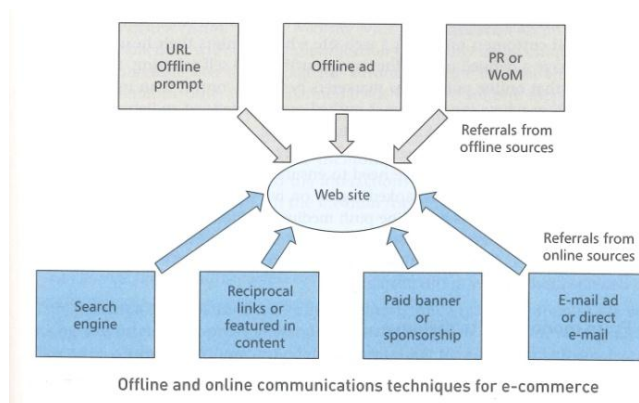 URL
Offline
prompt
Offline ad
PR or
WoM
Referrals from
offline sources
Web site
Referrals from
online sources
Search
engine
Reciprocal
links or
featured in
content
Paid banner
or
sponsorship
E-mail ad
or direct
e-mail
Offline and online communications techniques for e-commerce